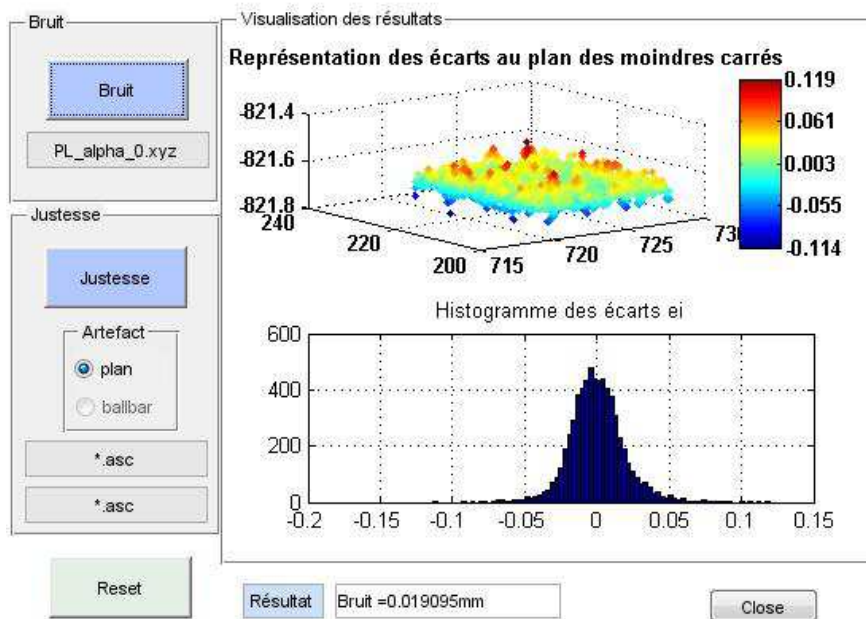 Bruit
Bruit
PL_alpha_0.xyz
Justesse
Justesse
Artefact
plan
ballbar
*.asc
*.asc
Reset
Visualisation des résultats
Représentation des écarts au plan des moindres carrés
-821.4
-821.6
-821.8
240
220
200
715
720
725
730
0.119
0.061
0.003
-0.055
-0.114
Histogramme des écarts ei
600
400
200
0
-0.2
-0.15
-0.1
-0.05
0
0.05
0.1
0.15
Résultat
Bruit =0.019095mm
Close